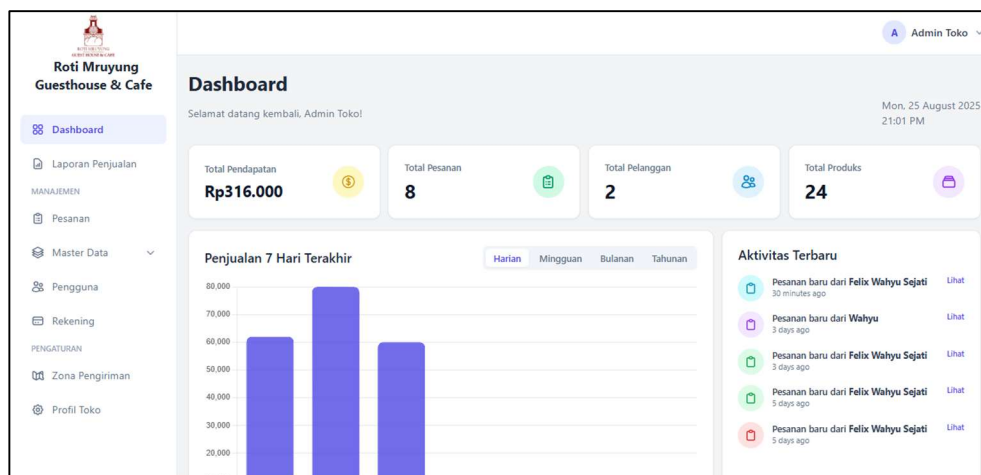 ROTI MRUYUNG
GUEST HOUSE & CAFE
Roti Mruyung
Guesthouse & Cafe
Dashboard
Laporan Penjualan
MANAJEMEN
Pesanan
Master Data
Pengguna
Rekening
PENGATURAN
Zona Pengiriman
Profil Toko
A Admin Toko
Dashboard
Selamat datang kembali, Admin Toko!
Mon, 25 August 2025
21:01 PM
Total Pendapatan
Rp316.000
Total Pesanan
8
Total Pelanggan
2
Total Produks
24
Penjualan 7 Hari Terakhir
Harian Mingguan Bulanan Tahunan
80,000
70,000
60,000
50,000
40,000
30,000
20,000
Aktivitas Terbaru
Pesanan baru dari Felix Wahyu Sejati Lihat
30 minutes ago
Pesanan baru dari Wahyu Lihat
3 days ago
Pesanan baru dari Felix Wahyu Sejati Lihat
3 days ago
Pesanan baru dari Felix Wahyu Sejati Lihat
5 days ago
Pesanan baru dari Felix Wahyu Sejati Lihat
5 days ago